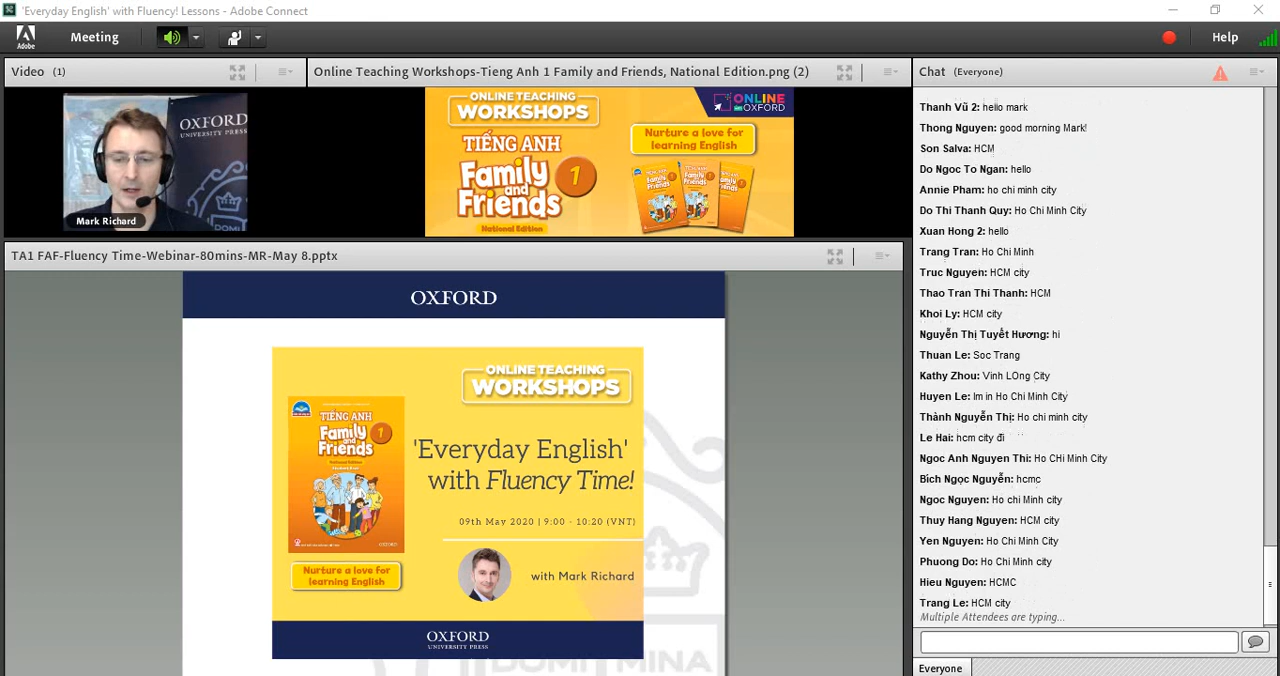 'Everyday English' with Fluency! Lessons - Adobe Connect
Adobe
Meeting
Help
Video (1)
Online Teaching Workshops-Tieng Anh 1 Family and Friends, National Edition.png (2)
Chat (Everyone)
OXFORD
UNIVERSITY PRESS
Mark Richard
ONLINE TEACHING
WORKSHOPS
TIẾNG ANH
Family
and
Friends
1
National Edition
ONLINE
OXFORD
Nurture a love for
learning English
TA1 FAF-Fluency Time-Webinar-80mins-MR-May 8.pptx
OXFORD
ONLINE TEACHING
WORKSHOPS
TIẾNG ANH
Family
and
Friends
1
'Everyday English'
with Fluency Time!
09th May 2020 | 9:00 - 10:20 (VNT)
Nurture a love for
learning English
with Mark Richard
OXFORD
UNIVERSITY PRESS
DOMI MINA
Thanh Vũ 2: hello mark
Thong Nguyen: good morning Mark!
Son Salva: HCM
Do Ngoc To Ngan: hello
Annie Pham: ho chi minh city
Do Thi Thanh Quy: Ho Chi Minh City
Xuan Hong 2: hello
Trang Tran: Ho Chi Minh
Truc Nguyen: HCM city
Thao Tran Thi Thanh: HCM
Khoi Ly: HCM city
Nguyễn Thị Tuyết Hương: hi
Thuan Le: Soc Trang
Kathy Zhou: Vinh LOng City
Huyen Le: Im in Ho Chi Minh City
Thành Nguyễn Thị: Ho chi minh city
Le Hai: hcm city đi
Ngoc Anh Nguyen Thi: Ho CHi Minh City
Bích Ngọc Nguyễn: hcmc
Ngoc Nguyen: Ho chi Minh city
Thuy Hang Nguyen: HCM city
Yen Nguyen: Ho Chi Minh City
Phuong Do: Ho Chi Minh city
Hieu Nguyen: HCMC
Trang Le: HCM city
Multiple Attendees are typing...
Everyone